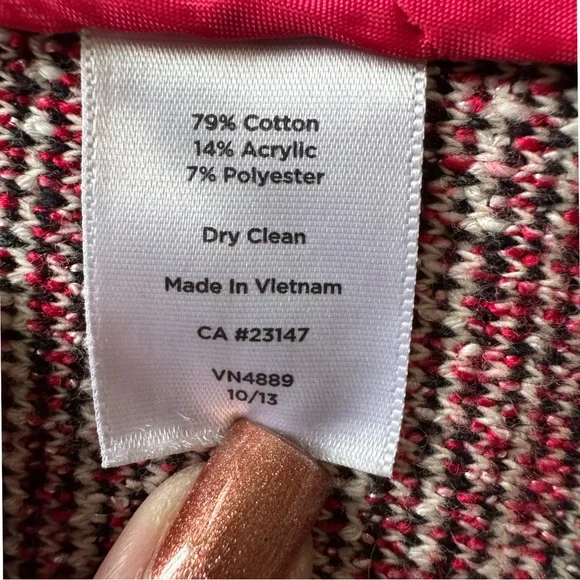 79% Cotton
14% Acrylic
7% Polyester
Dry Clean
Made In Vietnam
CA #23147
VN4889
10/13